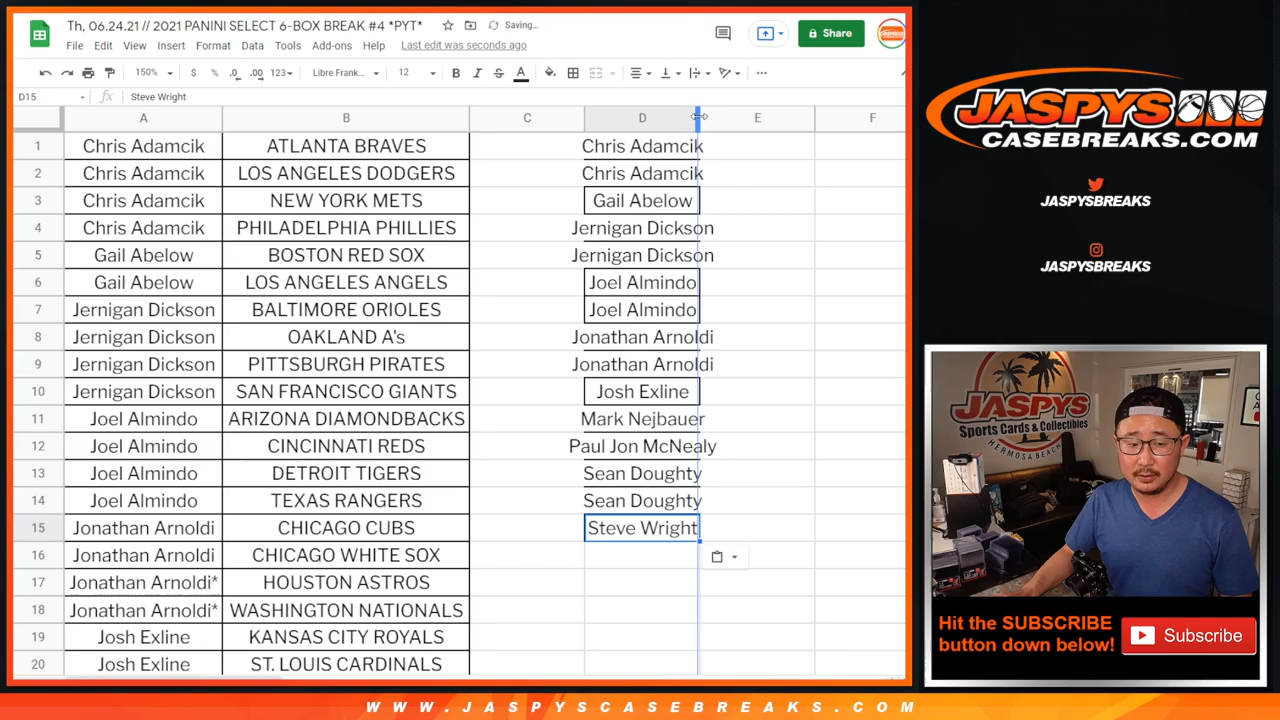 Th, 06.24.21 // 2021 PANINI SELECT 6-BOX BREAK #4 *PYT*
Saving...
File Edit View Insert Format Data Tools Add-ons Help Last edit was seconds ago
Share
150% $ % .0 .00 123 Libre Frank... 12 B I S A
D15 fx Steve Wright
A B C D E F
1 Chris Adamcik ATLANTA BRAVES Chris Adamcik
2 Chris Adamcik LOS ANGELES DODGERS Chris Adamcik
3 Chris Adamcik NEW YORK METS Gail Abelow
4 Chris Adamcik PHILADELPHIA PHILLIES Jernigan Dickson
5 Gail Abelow BOSTON RED SOX Jernigan Dickson
6 Gail Abelow LOS ANGELES ANGELS Joel Almindo
7 Jernigan Dickson BALTIMORE ORIOLES Joel Almindo
8 Jernigan Dickson OAKLAND A's Jonathan Arnoldi
9 Jernigan Dickson PITTSBURGH PIRATES Jonathan Arnoldi
10 Jernigan Dickson SAN FRANCISCO GIANTS Josh Exline
11 Joel Almindo ARIZONA DIAMONDBACKS Mark Nejbauer
12 Joel Almindo CINCINNATI REDS Paul Jon McNealy
13 Joel Almindo DETROIT TIGERS Sean Doughty
14 Joel Almindo TEXAS RANGERS Sean Doughty
15 Jonathan Arnoldi CHICAGO CUBS Steve Wright
16 Jonathan Arnoldi CHICAGO WHITE SOX
17 Jonathan Arnoldi* HOUSTON ASTROS
18 Jonathan Arnoldi* WASHINGTON NATIONALS
19 Josh Exline KANSAS CITY ROYALS
20 Josh Exline ST. LOUIS CARDINALS
JASPYS
CASEBREAKS.COM
JASPYSBREAKS
JASPYSBREAKS
JASPYS
Sports Cards & Collectibles
HERMOSA BEACH
Hit the SUBSCRIBE
button down below!
Subscribe
WWW.JASPYSCASEBREAKS.COM